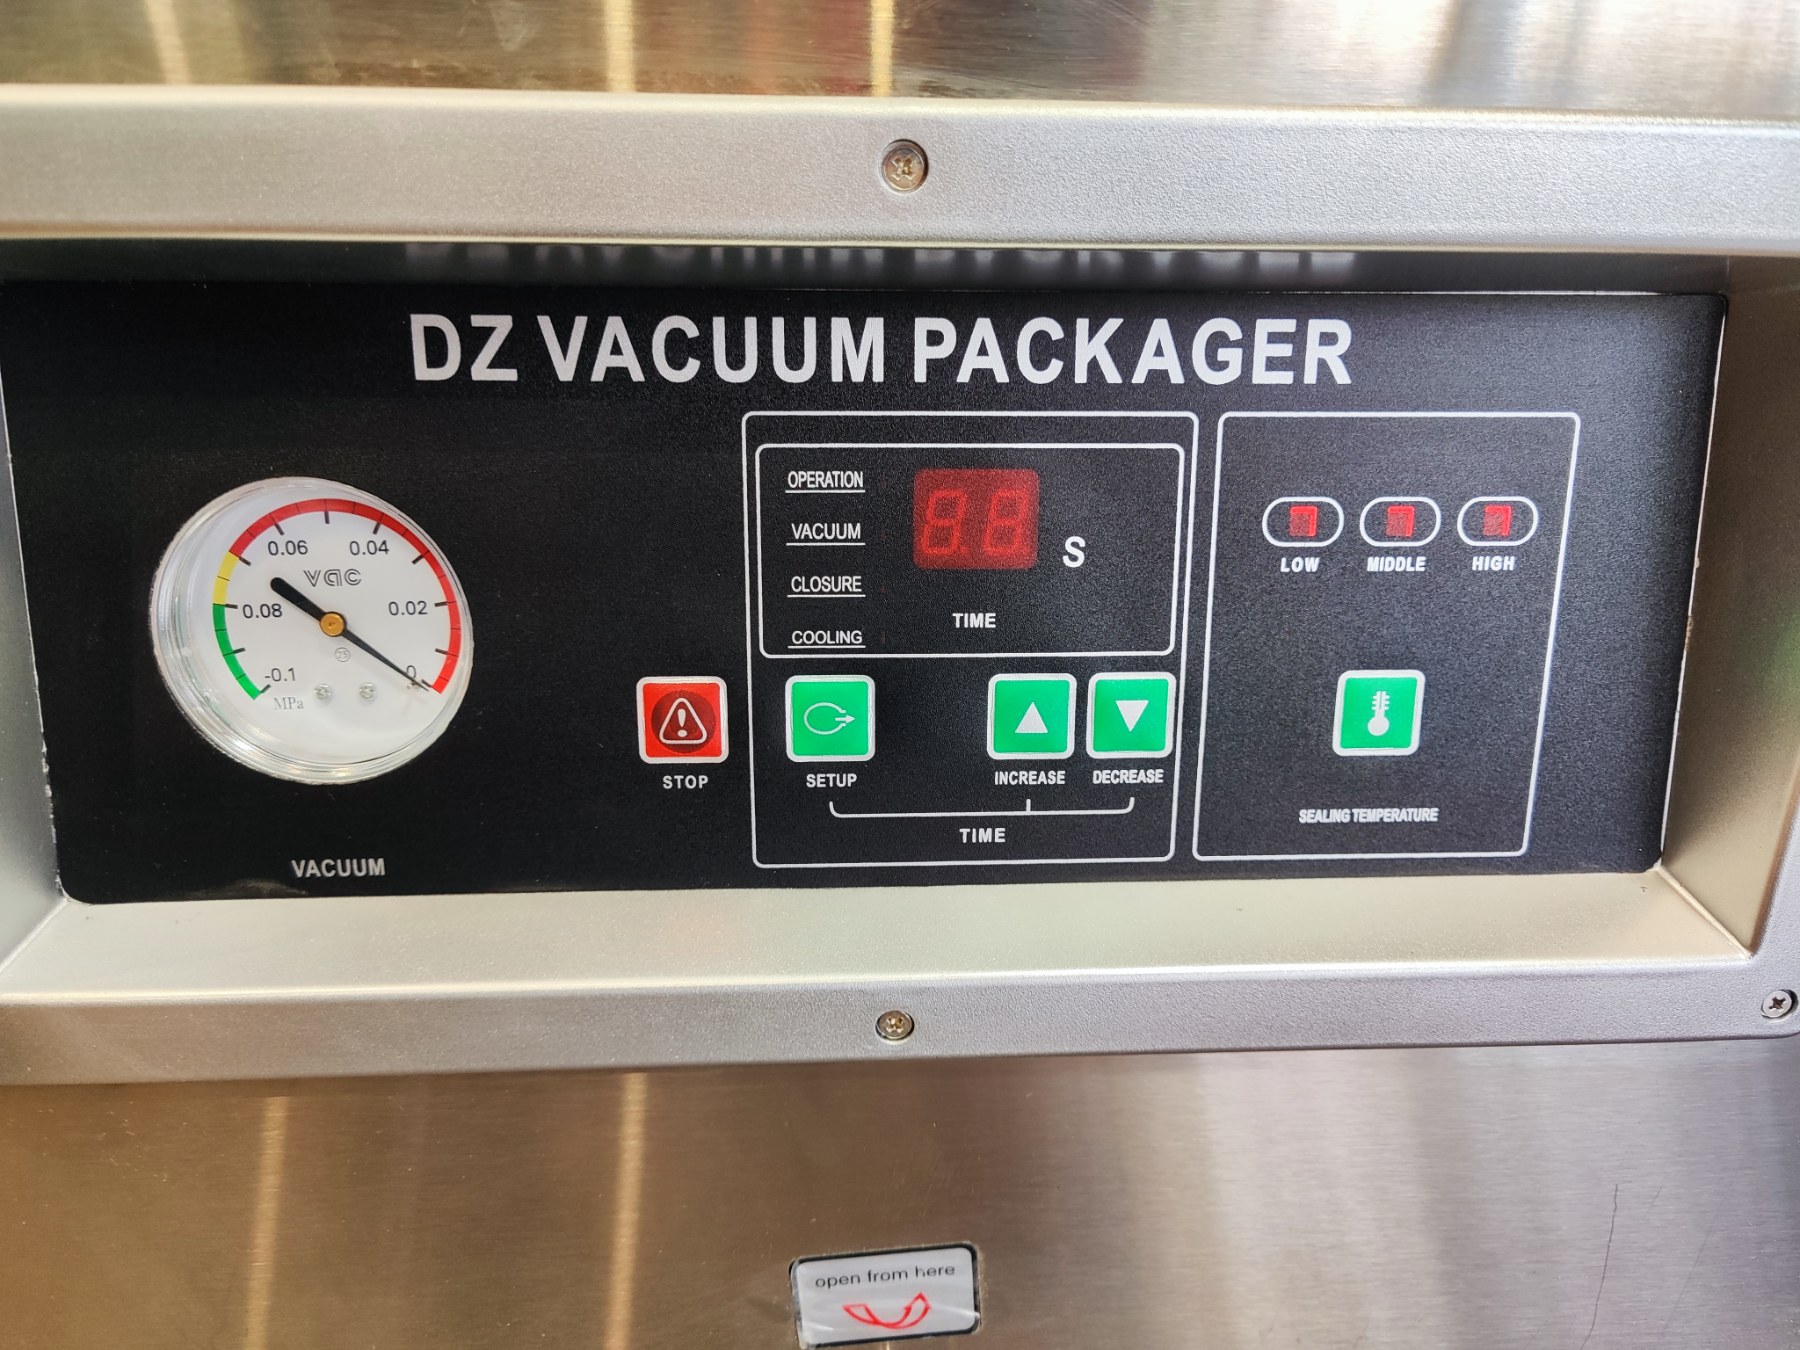 DZ VACUUM PACKAGER
0.06 0.04
vac
0.08 0.02
-0.1 0
MPa
VACUUM
STOP
OPERATION
VACUUM
CLOSURE
COOLING
S
TIME
SETUP
INCREASE
DECREASE
TIME
LOW
MIDDLE
HIGH
SEALING TEMPERATURE
open from here